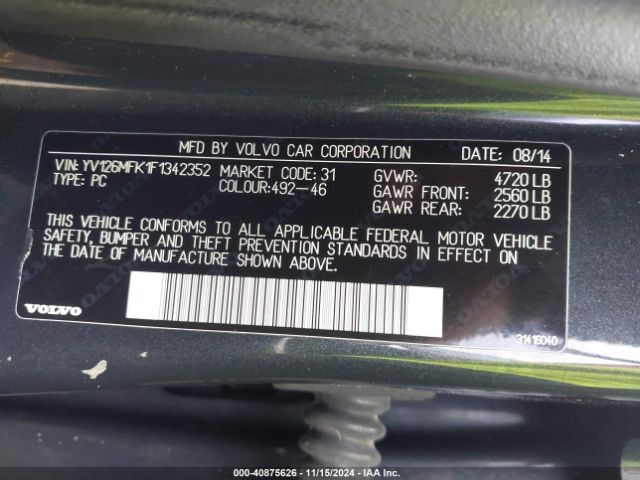 MFD BY VOLVO CAR CORPORATION DATE: 08/14
VIN: YV126MFK1F1342352 MARKET CODE: 31 GVWR: 4720 LB
TYPE: PC COLOUR:492-46 GAWR FRONT: 2560 LB
GAWR REAR: 2270 LB
THIS VEHICLE CONFORMS TO ALL APPLICABLE FEDERAL MOTOR VEHICLE
SAFETY, BUMPER AND THEFT PREVENTION STANDARDS IN EFFECT ON
THE DATE OF MANUFACTURE SHOWN ABOVE.
VOLVO
31416040
© - 40875626 - 11/15/2024 - IAA Holdings, LLC